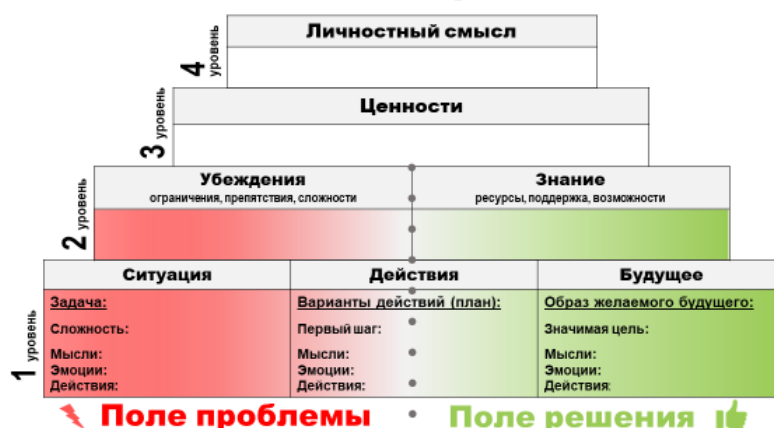 Личностный смысл
4 уровень
Ценности
3 уровень
Убеждения
ограничения, препятствия, сложности
Знание
ресурсы, поддержка, возможности
2 уровень
Ситуация
Действия
Будущее
Задача:
Сложность:
Мысли:
Эмоции:
Действия:
Варианты действий (план):
Первый шаг:
Мысли:
Эмоции:
Действия:
Образ желаемого будущего:
Значимая цель:
Мысли:
Эмоции:
Действия:
1 уровень
Поле проблемы
Поле решения